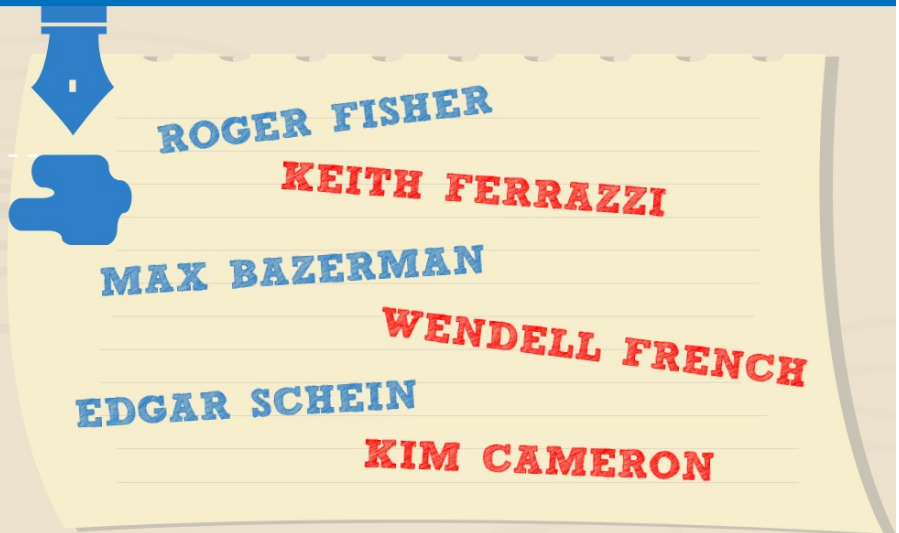 ROGER FISHER
KEITH FERRAZZI
MAX BAZERMAN
WENDELL FRENCH
EDGAR SCHEIN
KIM CAMERON